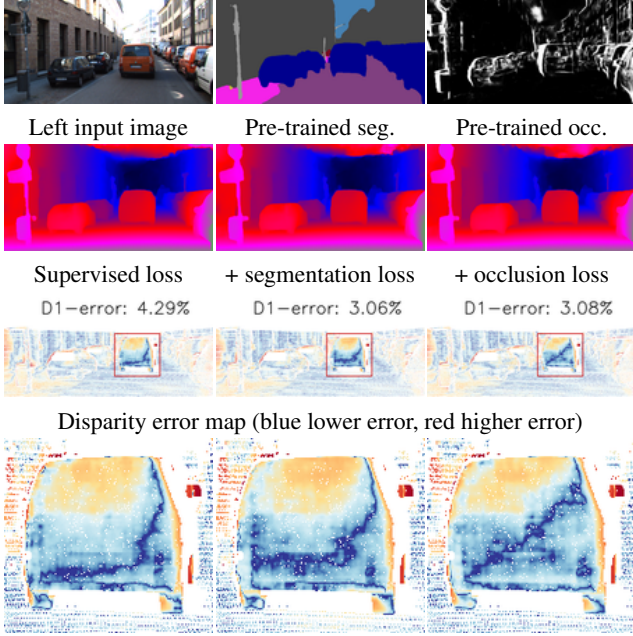 Left input image
Pre-trained seg.
Pre-trained occ.
Supervised loss
+ segmentation loss
+ occlusion loss
D1-error: 4.29%
D1-error: 3.06%
D1-error: 3.08%
Disparity error map (blue lower error, red higher error)